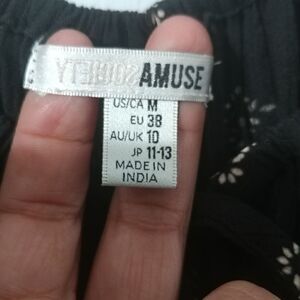 SOCIETY AMUSE
US/CA M
EU 38
AU/UK 10
JP 11-13
MADE IN
INDIA